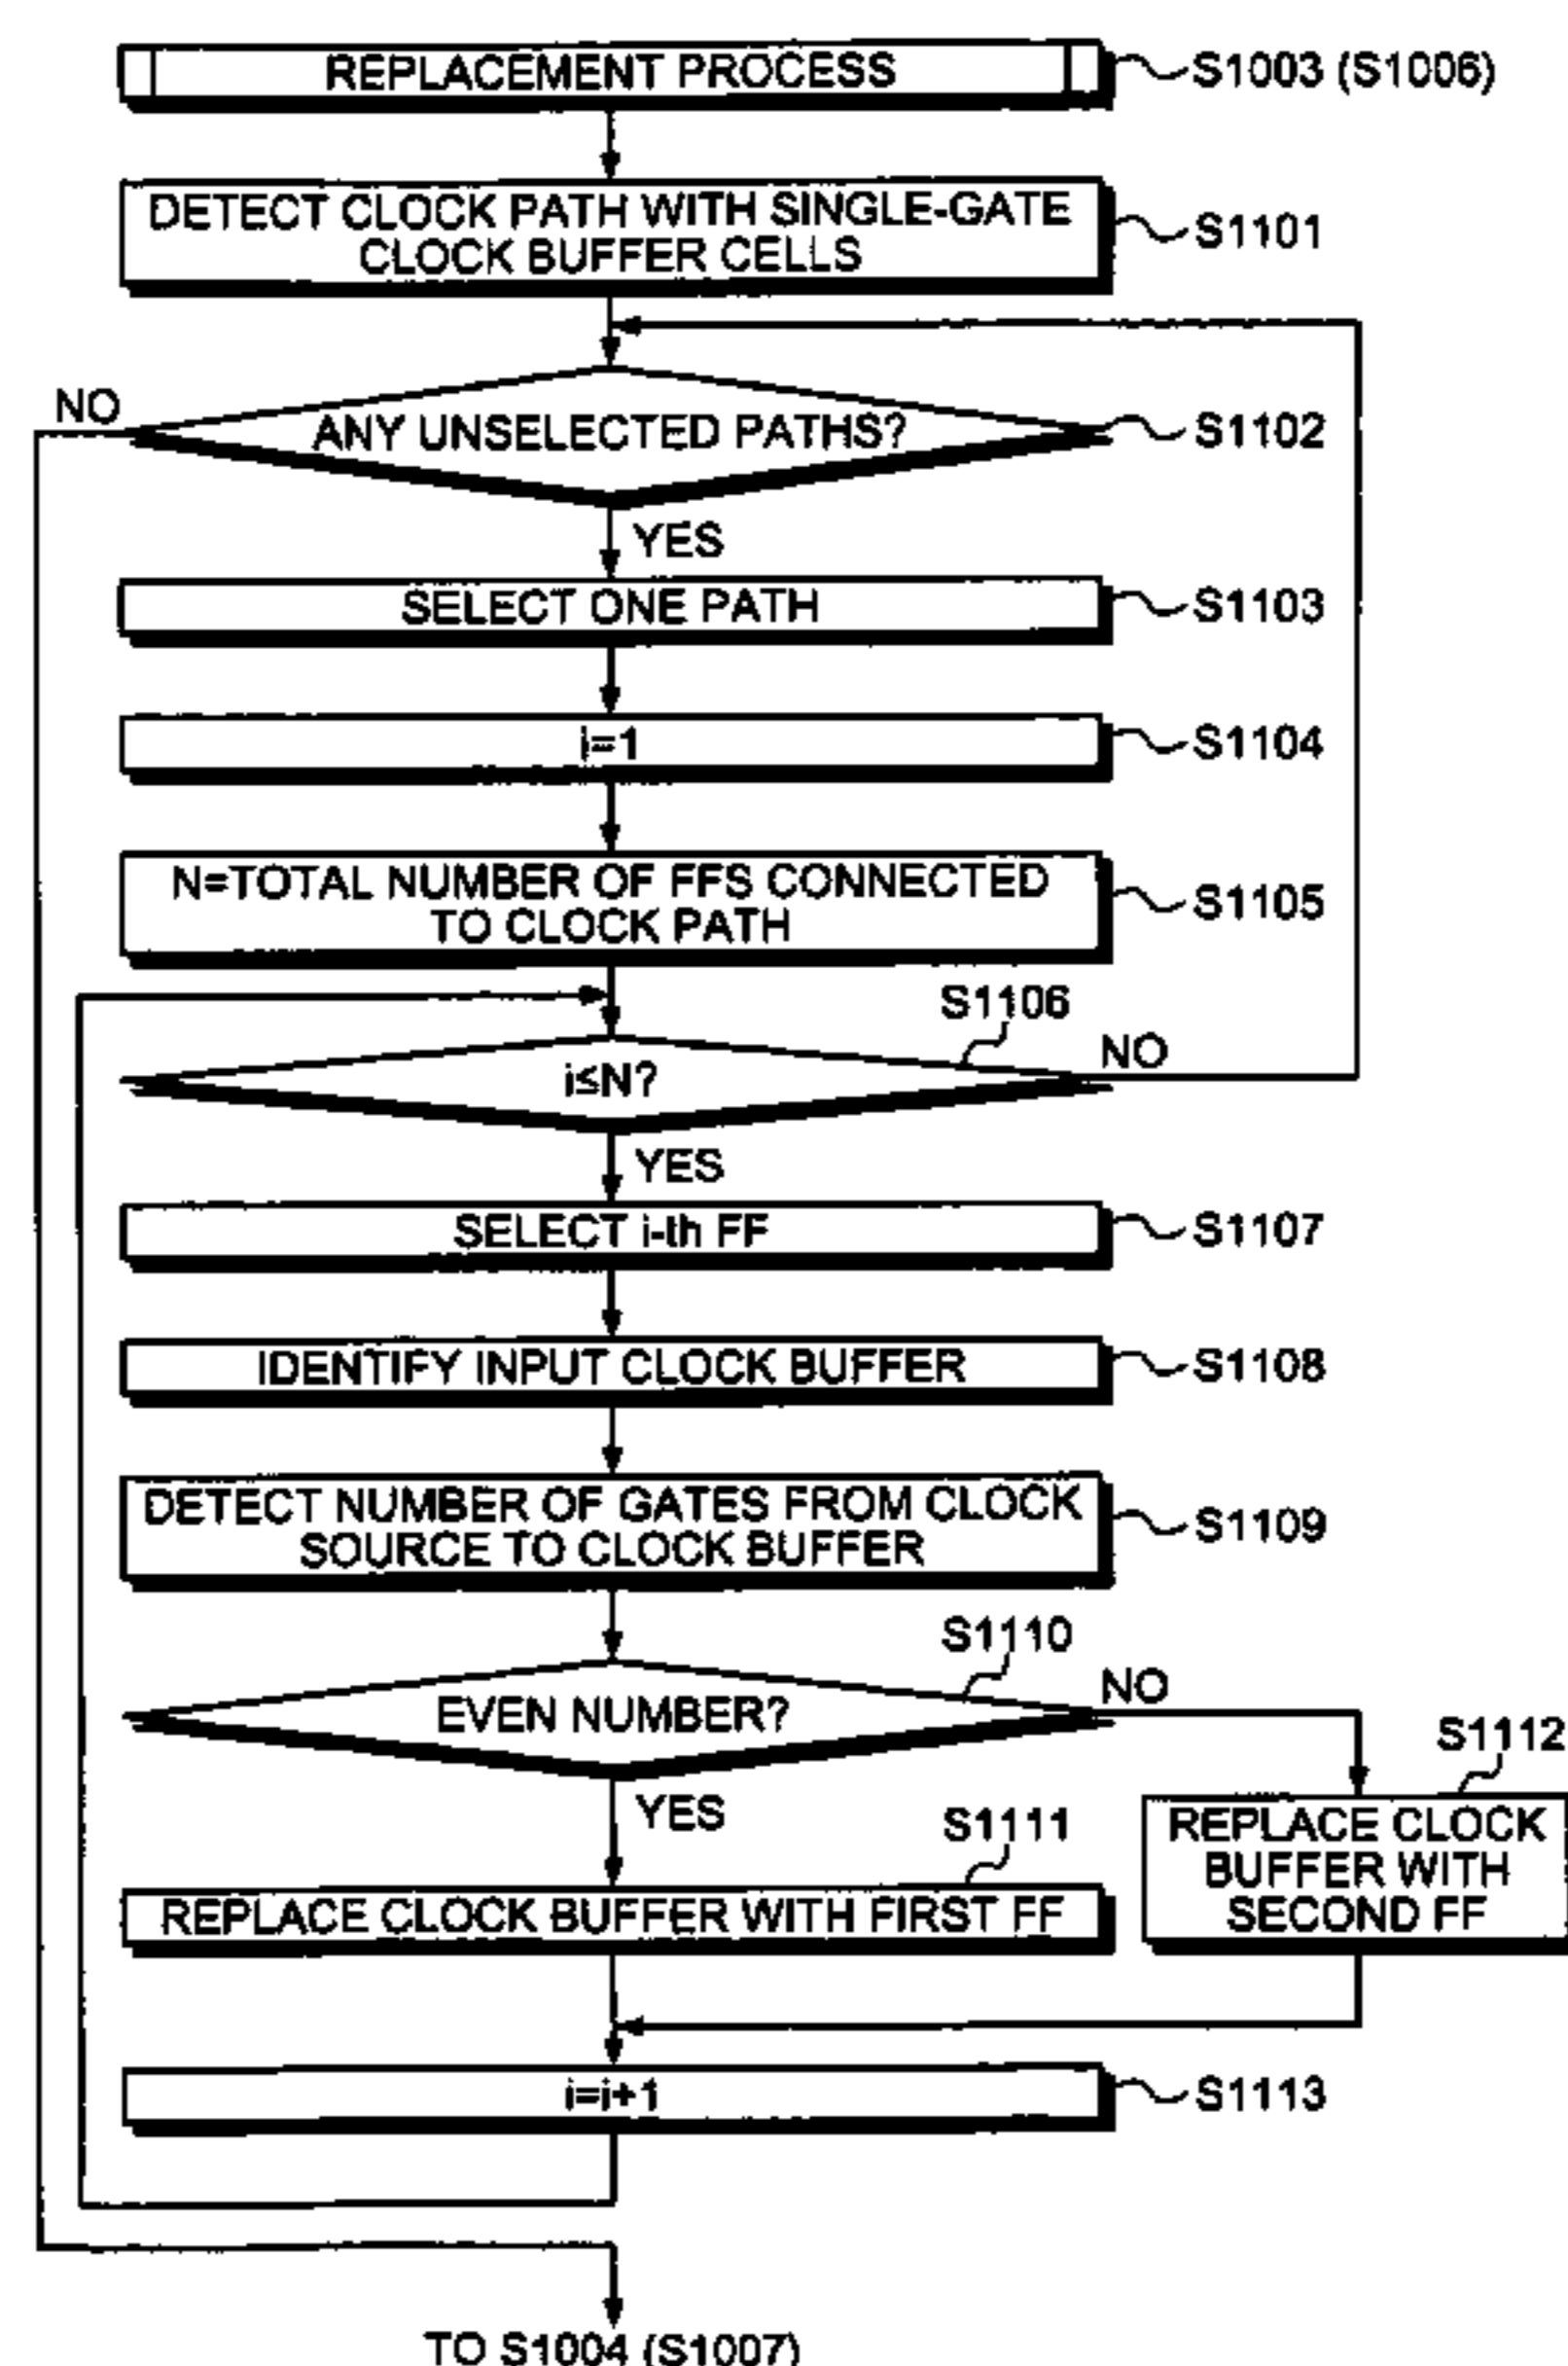 REPLACEMENT PROCESS
S1003 (S1006)
DETECT CLOCK PATH WITH SINGLE-GATE
CLOCK BUFFER CELLS
S1101
NO
ANY UNSELECTED PATHS?
S1102
YES
SELECT ONE PATH
S1103
i=1
S1104
N=TOTAL NUMBER OF FFS CONNECTED
TO CLOCK PATH
S1105
S1106
i≤N?
NO
YES
SELECT i-th FF
S1107
IDENTIFY INPUT CLOCK BUFFER
S1108
DETECT NUMBER OF GATES FROM CLOCK
SOURCE TO CLOCK BUFFER
S1109
S1110
EVEN NUMBER?
NO
YES
S1112
REPLACE CLOCK
BUFFER WITH
SECOND FF
S1111
REPLACE CLOCK BUFFER WITH FIRST FF
i=i+1
S1113
TO S1004 (S1007)